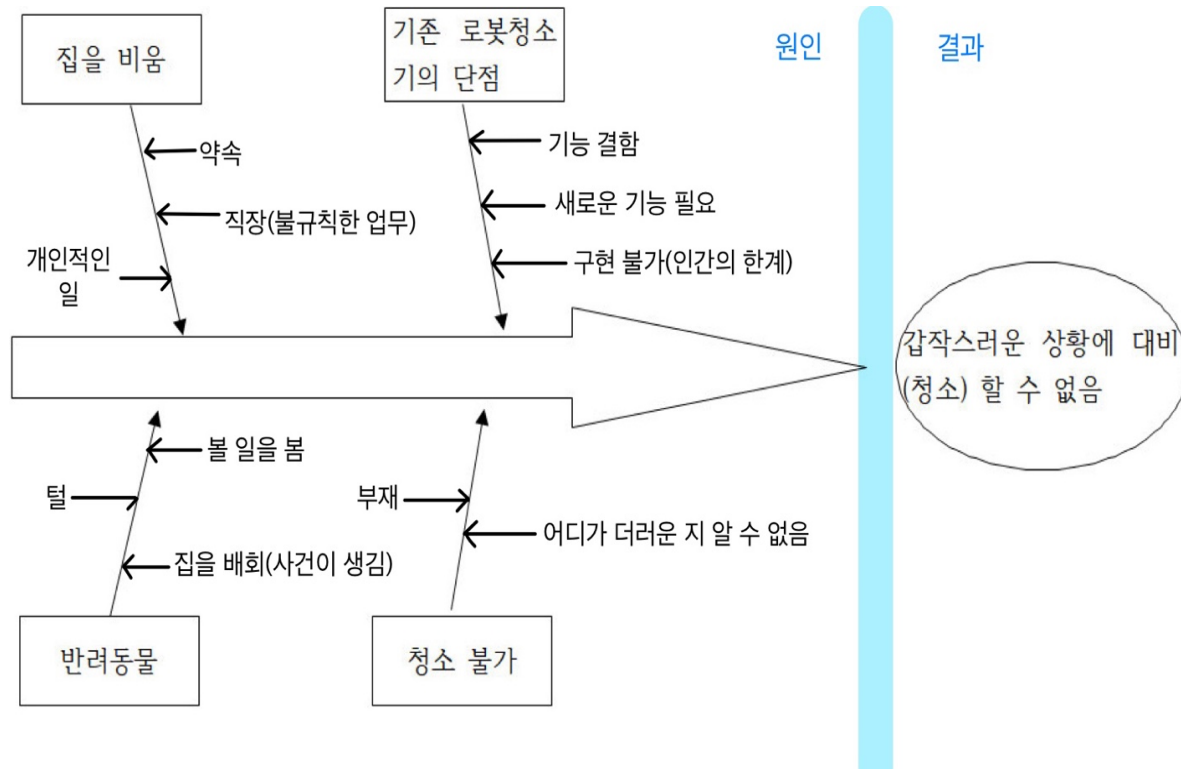 집을 비움
기존 로봇청소
기의 단점
원인
결과
약속
직장(불규칙한 업무)
개인적인
일
기능 결함
새로운 기능 필요
구현 불가(인간의 한계)
갑작스러운 상황에 대비
(청소) 할 수 없음
볼 일을 봄
털
집을 배회(사건이 생김)
부재
어디가 더러운 지 알 수 없음
반려동물
청소 불가